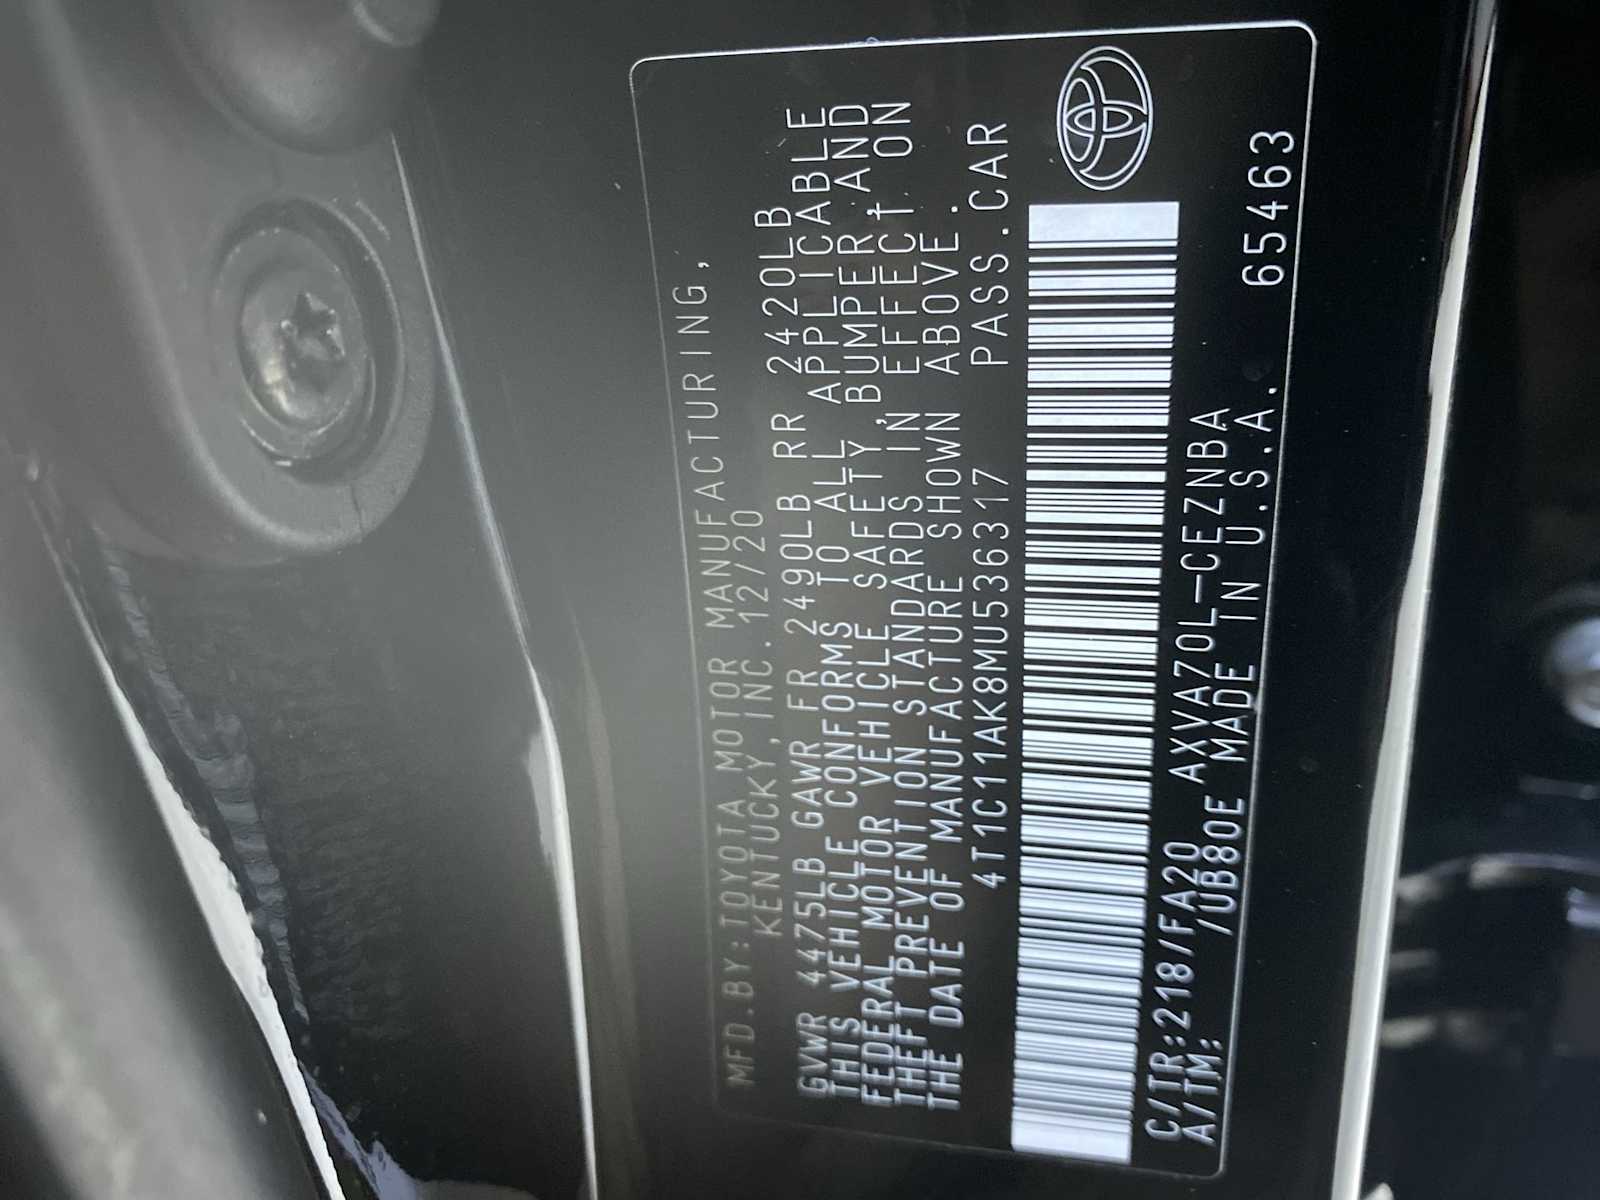 MFD.BY:TOYOTA MOTOR MANUFACTURING,
KENTUCKY,INC.12/20
GVWR 4475LB GAWR FR 2490LB RR 2420LB
THIS VEHICLE CONFORMS TO ALL APPLICABLE
FEDERAL MOTOR VEHICLE SAFETY,BUMPER,AND
THEFT PREVENTION STANDARDS IN EFFECT ON
THE DATE OF MANUFACTURE SHOWN ABOVE.
4T1C11AK8MU536317 PASS.CAR
C/TR:218/FA20 AXVA70L-CEZNBA
A/TM: /UB80E MADE IN U.S.A. 65463